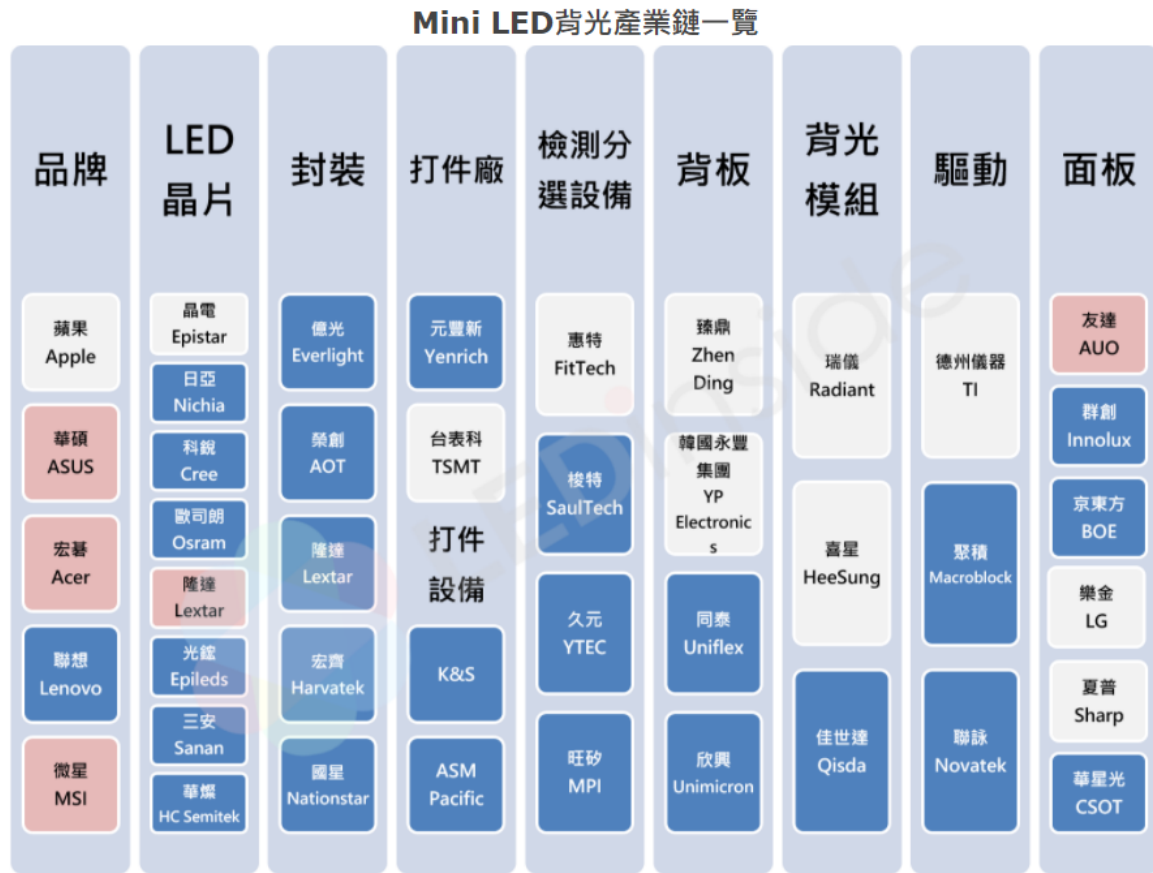 Mini LED背光產業鏈一覽
品牌
蘋果
Apple
華碩
ASUS
宏碁
Acer
聯想
Lenovo
微星
MSI
LED
晶片
晶電
Epistar
日亞
Nichia
科銳
Cree
歐司朗
Osram
隆達
Lextar
光鋐
Epileds
三安
Sanan
華燦
HC Semitek
封裝
億光
Everlight
榮創
AOT
隆達
Lextar
宏齊
Harvatek
國星
Nationstar
打件廠
元豐新
Yenrich
台表科
TSMT
打件
設備
K&S
ASM
Pacific
檢測分
選設備
惠特
FitTech
梭特
SaulTech
久元
YTEC
旺矽
MPI
背板
臻鼎
Zhen
Ding
韓國永豐
集團
YP
Electronic
s
同泰
Uniflex
欣興
Unimicron
背光
模組
瑞儀
Radiant
喜星
HeeSung
佳世達
Qisda
驅動
德州儀器
TI
聚積
Macroblock
聯詠
Novatek
面板
友達
AUO
群創
Innolux
京東方
BOE
樂金
LG
夏普
Sharp
華星光
CSOT
LEDinside